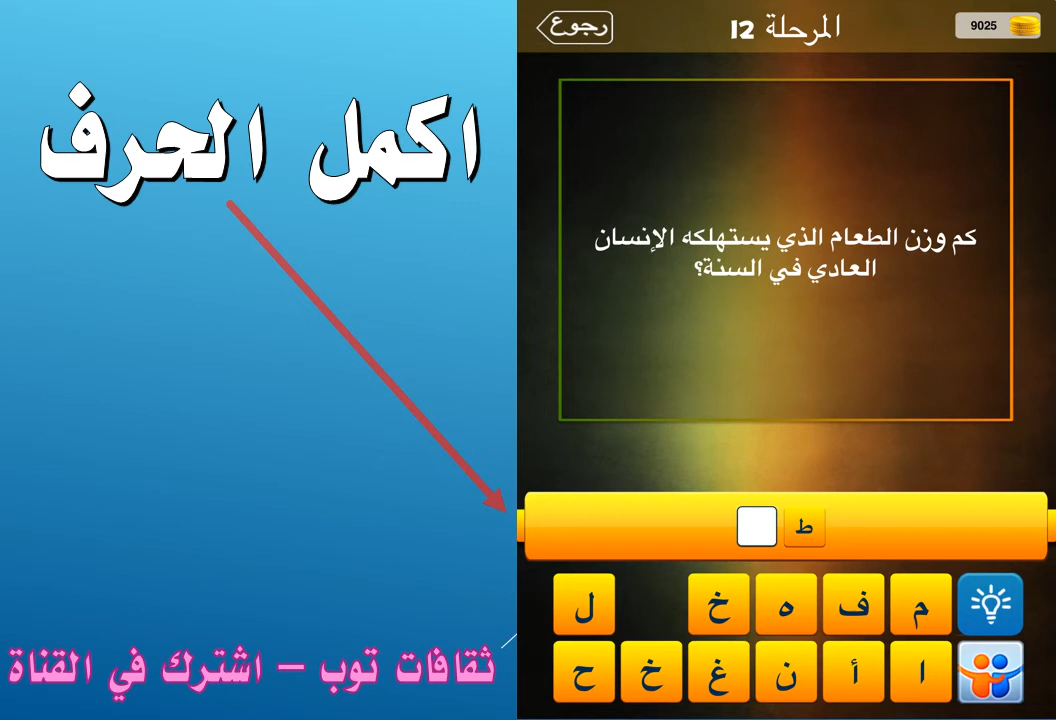 اكمل الحرف
ثقافات توب – اشترك في القناة
رجوع
المرحلة 12
9025
كم وزن الطعام الذي يستهلكه الإنسان
العادي في السنة؟
ط
م ف ه خ ل
ا أ ن غ خ ح